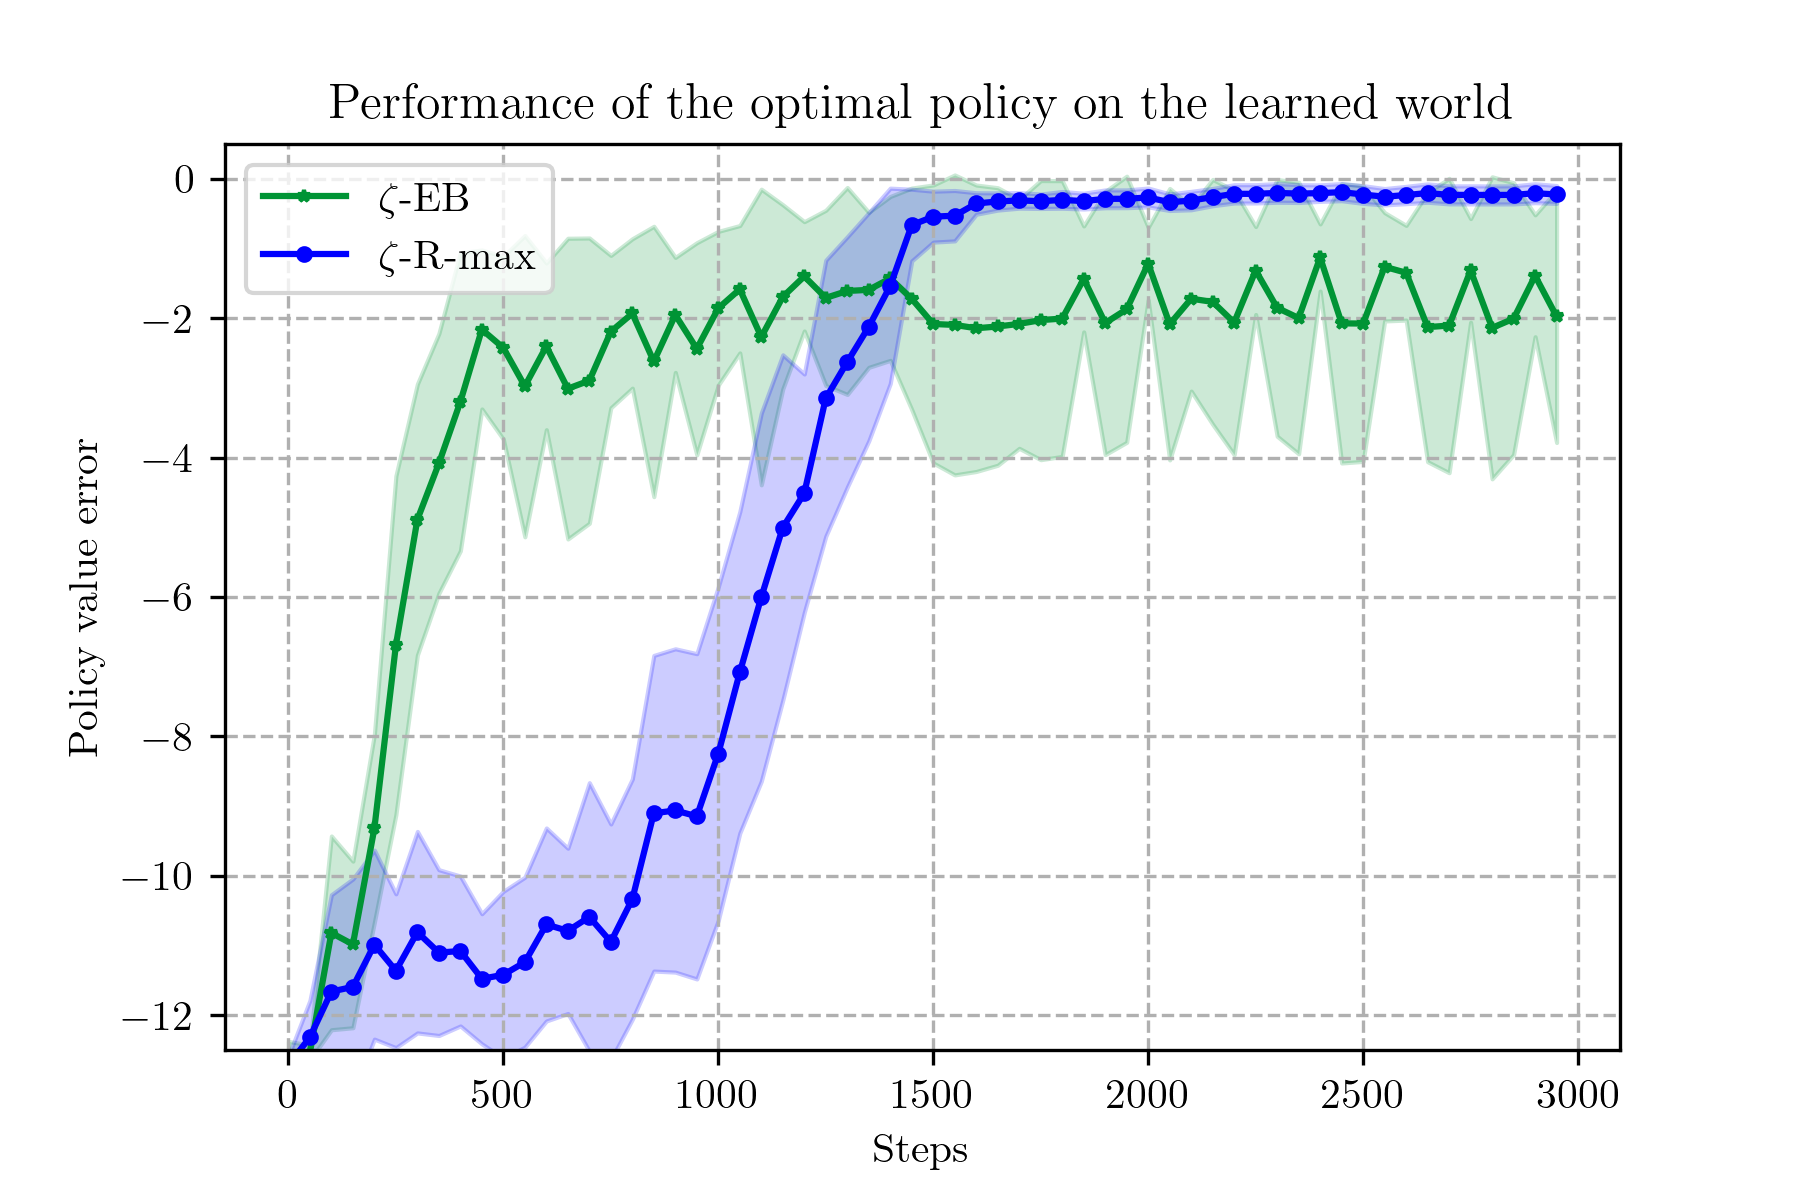 Performance of the optimal policy on the learned world
ζ-EB
ζ-R-max
Policy value error
0
−2
−4
−6
−8
−10
−12
0 500 1000 1500 2000 2500 3000
Steps